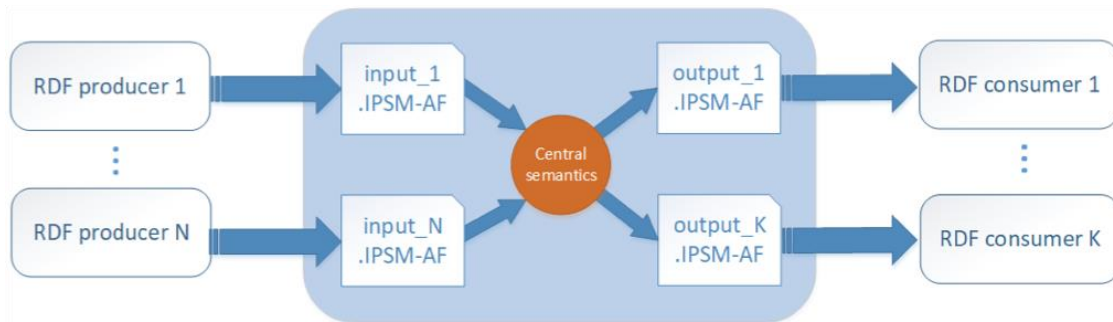 RDF producer 1
input_1
.IPSM-AF
output_1
.IPSM-AF
RDF consumer 1
Central
semantics
RDF producer N
input_N
.IPSM-AF
output_K
.IPSM-AF
RDF consumer K